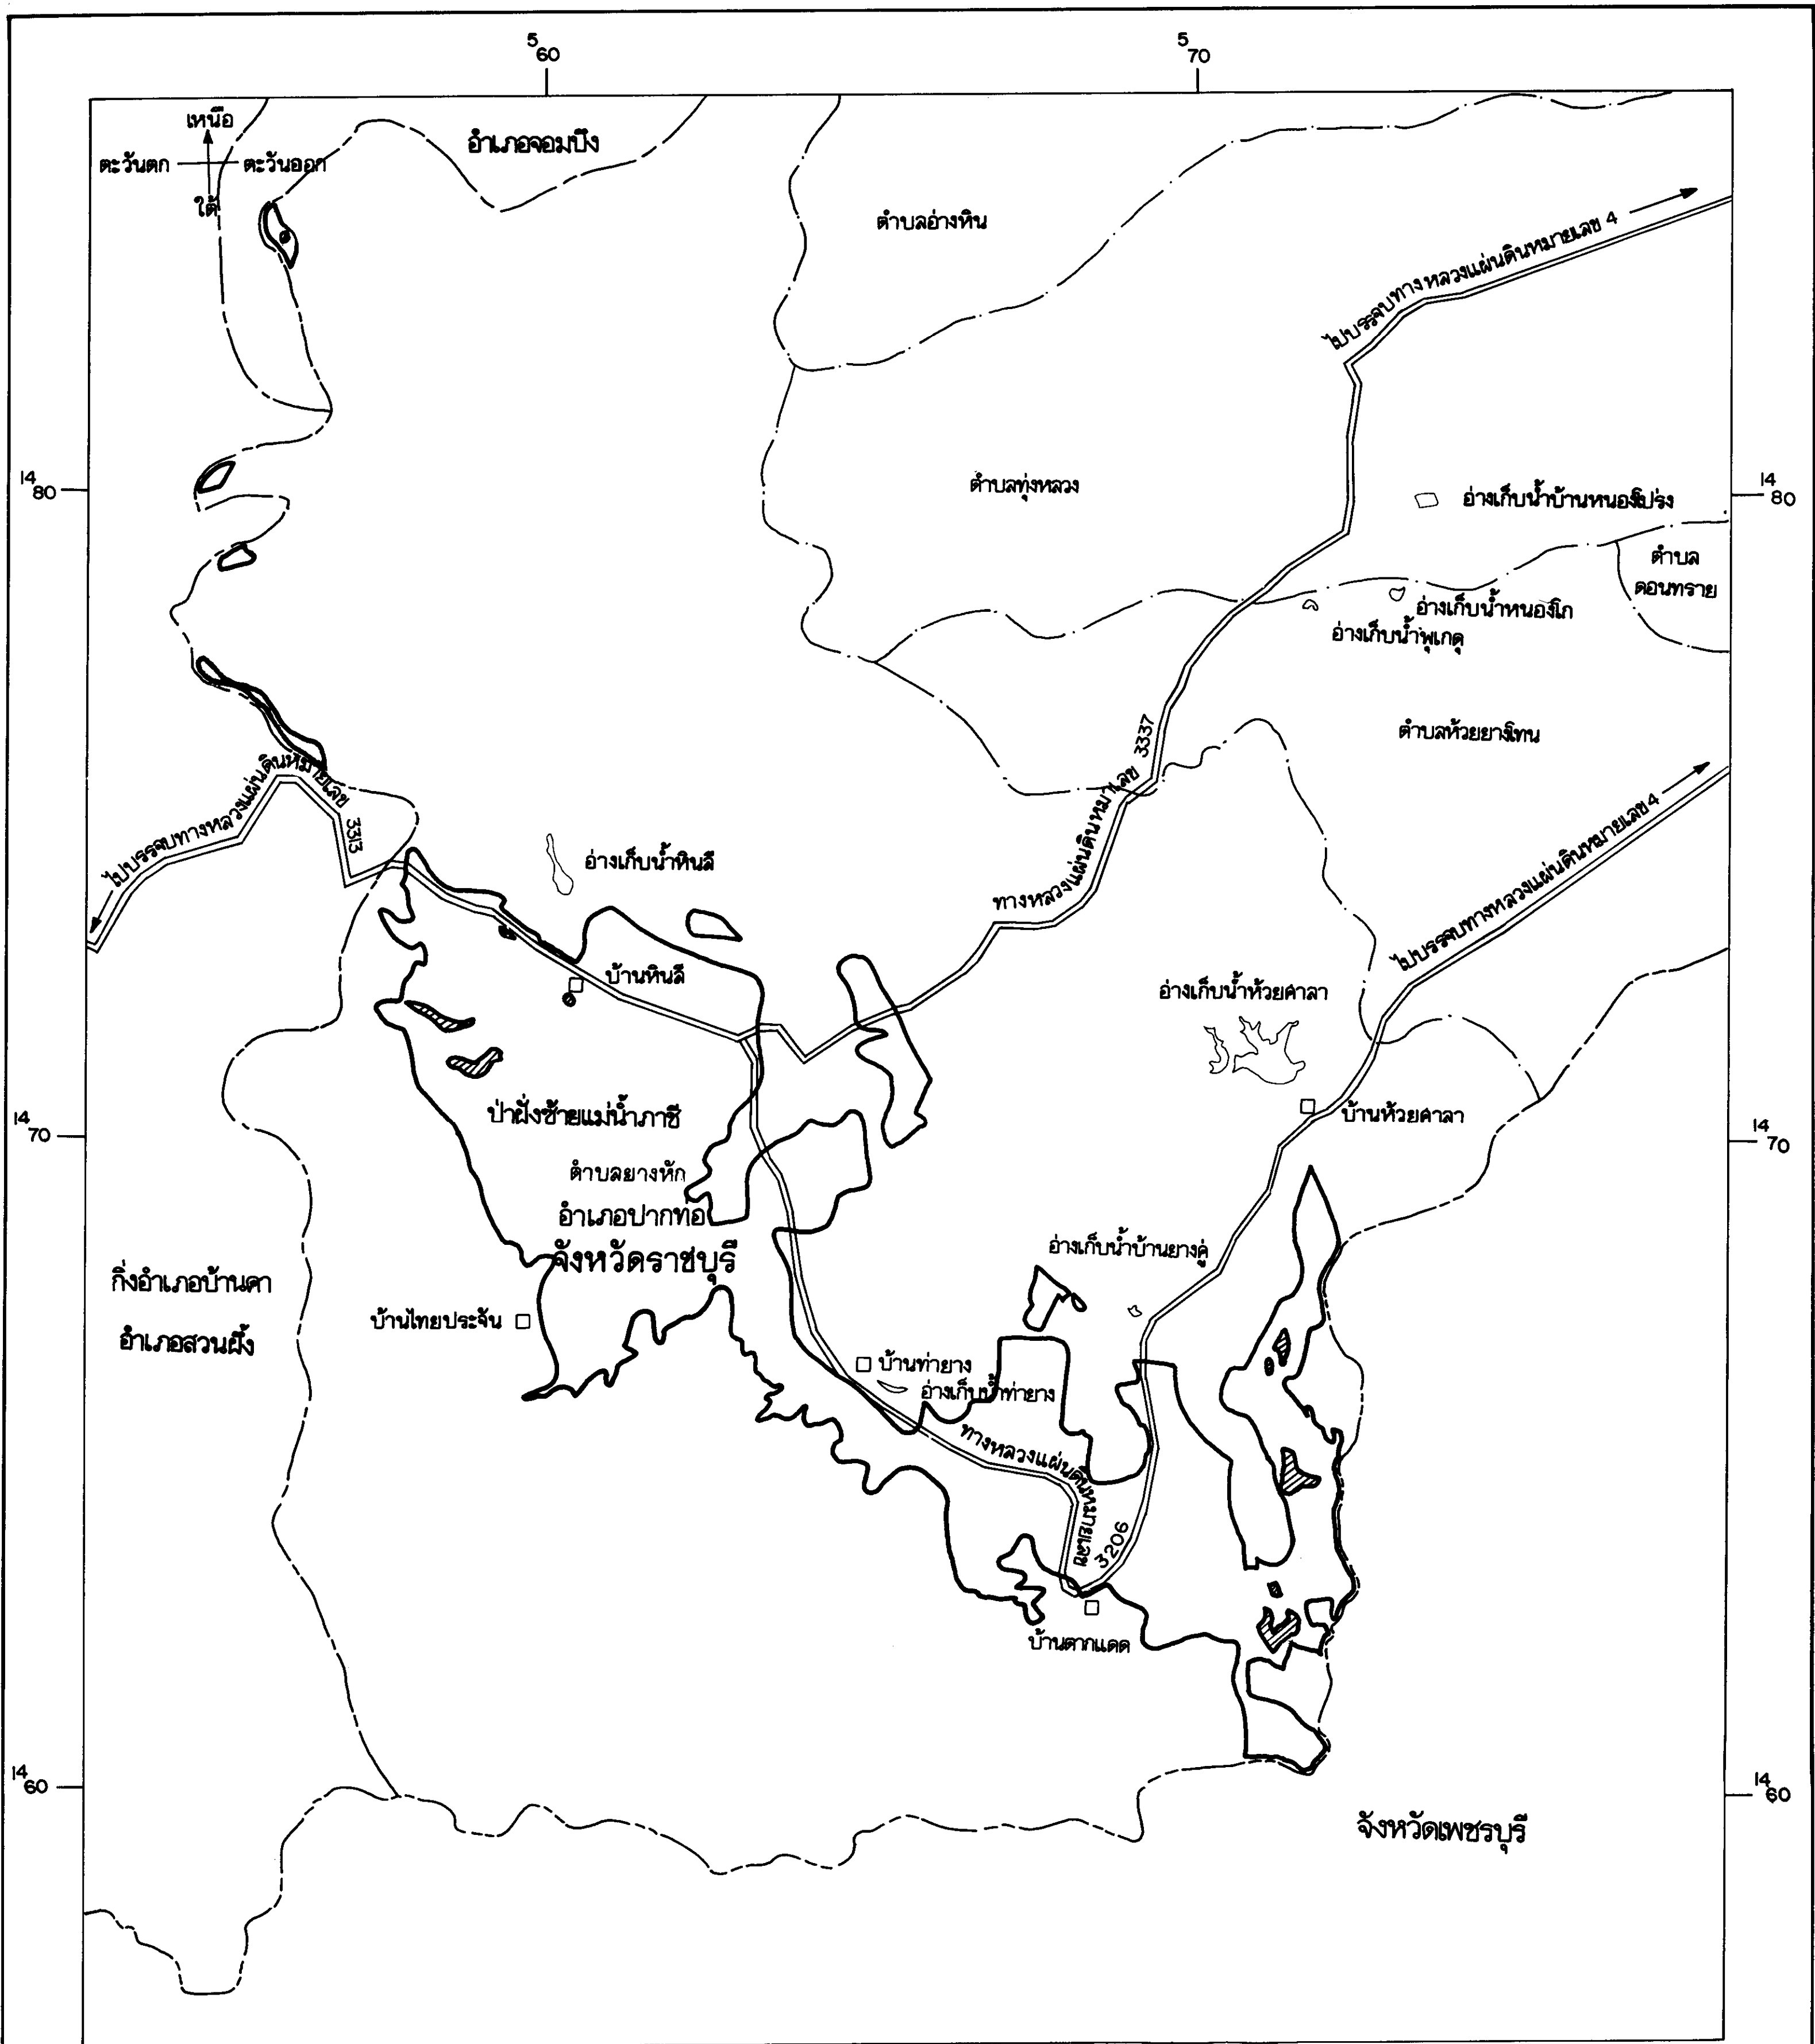 5 60
5 70
เหนือ
ตะวันตก
ตะวันออก
ใต้
อำเภอจอมบึง
ตำบลอ่างหิน
ไปบรรจบทางหลวงแผ่นดินหมายเลข 4
14 80
ตำบลทุ่งหลวง
อ่างเก็บน้ำบ้านหนองโปร่ง
14 80
ตำบล
ดอนทราย
อ่างเก็บน้ำหนองโก
อ่างเก็บน้ำพุเกตุ
ตำบลห้วยยางโทน
ทางหลวงแผ่นดินหมายเลข 3337
ไปบรรจบทางหลวงแผ่นดินหมายเลข 3313
ไปบรรจบทางหลวงแผ่นดินหมายเลข 4
อ่างเก็บน้ำหินสี
บ้านหินสี
อ่างเก็บน้ำห้วยศาลา
บ้านห้วยศาลา
14 70
ป่าฝั่งซ้ายแม่น้ำภาชี
14 70
ตำบลยางหัก
อำเภอปากท่อ
จังหวัดราชบุรี
อ่างเก็บน้ำบ้านยางคู่
กิ่งอำเภอบ้านคา
อำเภอสวนผึ้ง
บ้านไทยประจัน
บ้านท่ายาง
อ่างเก็บน้ำท่ายาง
ทางหลวงแผ่นดินหมายเลข 3206
บ้านตากแดด
14 60
14 60
จังหวัดเพชรบุรี